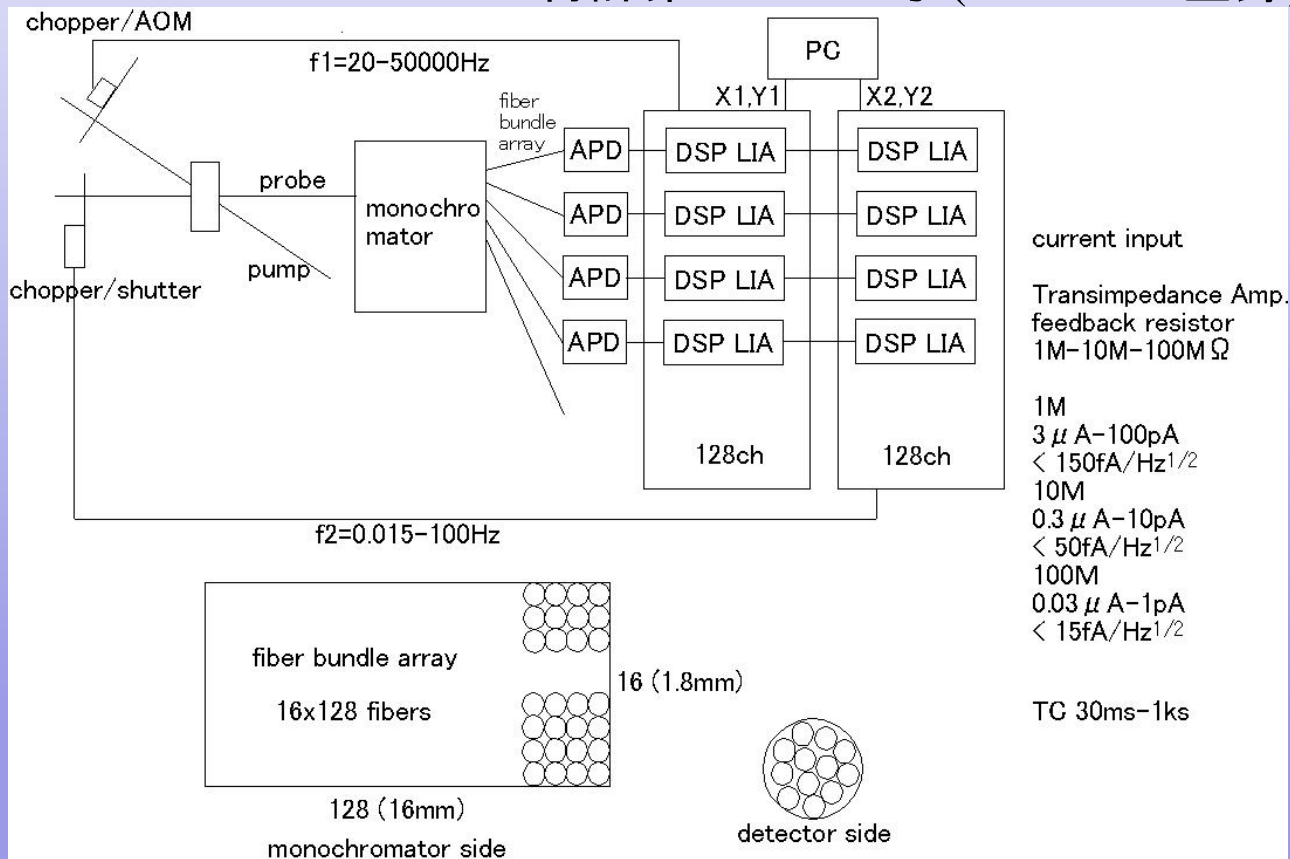 chopper/AOM
f1=20-50000Hz
PC
X1,Y1
X2,Y2
fiber
bundle
array
APD
DSP LIA
DSP LIA
probe
monochro
mator
APD
DSP LIA
DSP LIA
pump
chopper/shutter
APD
DSP LIA
DSP LIA
APD
DSP LIA
DSP LIA
128ch
128ch
f2=0.015-100Hz
current input
Transimpedance Amp.
feedback resistor
1M-10M-100MΩ
1M
3μA-100pA
< 150fA/Hz1/2
10M
0.3μA-10pA
< 50fA/Hz1/2
100M
0.03μA-1pA
< 15fA/Hz1/2
TC 30ms-1ks
fiber bundle array
16x128 fibers
16 (1.8mm)
128 (16mm)
monochromator side
detector side